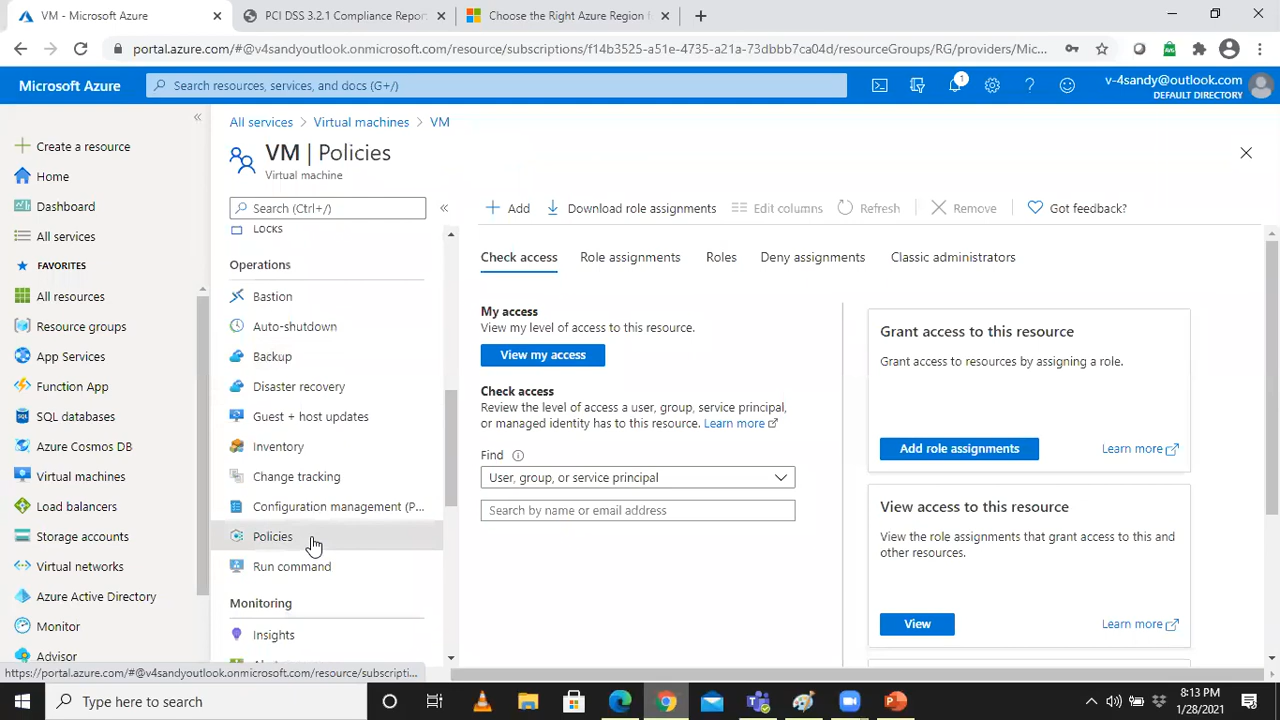 VM - Microsoft Azure
PCI DSS 3.2.1 Compliance Repor
Choose the Right Azure Region f
portal.azure.com/#@v4sandyoutlook.onmicrosoft.com/resource/subscriptions/f14b3525-a51e-4735-a21a-73dbbb7ca04d/resourceGroups/RG/providers/Mic...
Microsoft Azure
Search resources, services, and docs (G+/)
1
v-4sandy@outlook.com
DEFAULT DIRECTORY
Create a resource
Home
Dashboard
All services
FAVORITES
All resources
Resource groups
App Services
Function App
SQL databases
Azure Cosmos DB
Virtual machines
Load balancers
Storage accounts
Virtual networks
Azure Active Directory
Monitor
Advisor
All services > Virtual machines > VM
VM | Policies
Virtual machine
Search (Ctrl+/)
Locks
Operations
Bastion
Auto-shutdown
Backup
Disaster recovery
Guest + host updates
Inventory
Change tracking
Configuration management (P...
Policies
Run command
Monitoring
Insights
Add
Download role assignments
Edit columns
Refresh
Remove
Got feedback?
Check access
Role assignments
Roles
Deny assignments
Classic administrators
My access
View my level of access to this resource.
View my access
Check access
Review the level of access a user, group, service principal,
or managed identity has to this resource. Learn more
Find
User, group, or service principal
Search by name or email address
Grant access to this resource
Grant access to resources by assigning a role.
Add role assignments
Learn more
View access to this resource
View the role assignments that grant access to this and
other resources.
View
Learn more
https://portal.azure.com/#@v4sandyoutlook.onmicrosoft.com/resource/subscripti...
Type here to search
8:13 PM
1/28/2021